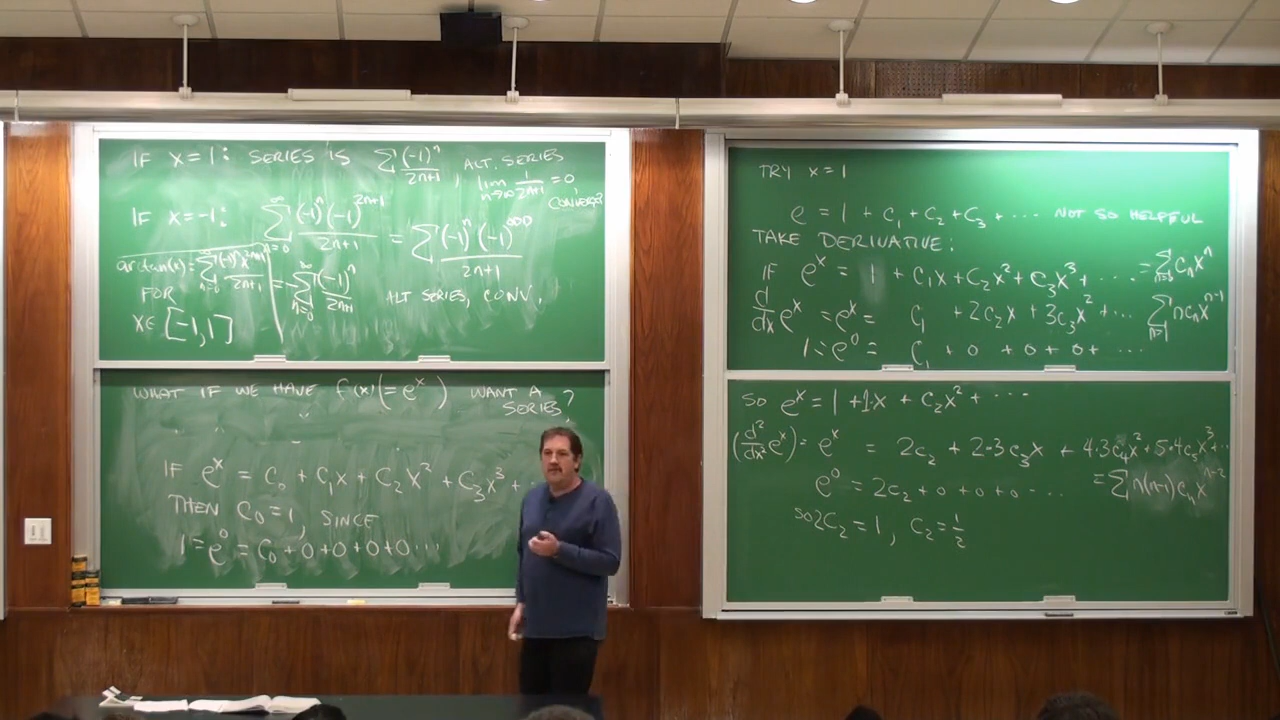 IF x=1: SERIES IS Σ (-1)^n/(2n+1), ALT. SERIES
lim n→∞ 1/(2n+1) = 0,
CONVERGES
IF x=-1: Σ_{n=0}^∞ (-1)^n(-1)^{2n+1}/(2n+1) = Σ (-1)^n(-1)^{ODD}/(2n+1)
= -Σ_{n=0}^∞ (-1)^n/(2n+1) ALT SERIES, CONV.
arctan(x) = Σ_{n=0}^∞ (-1)^n x^{2n+1}/(2n+1)
FOR
x∈[-1,1]
WHAT IF WE HAVE f(x)(=e^x) WANT A
SERIES?
IF e^x = C_0 + C_1x + C_2x^2 + C_3x^3 +
THEN C_0=1, SINCE
1=e^0 = C_0+0+0+0+0...
TRY x=1
e = 1 + C_1 + C_2 + C_3 + .... NOT SO HELPFUL
TAKE DERIVATIVE:
IF e^x = 1 + C_1x + C_2x^2 + C_3x^3 + ..... = Σ_{n=0}^∞ C_nx^n
d/dx e^x = e^x = C_1 + 2C_2x + 3C_3x^2 + ... Σ_{n=1}^∞ nC_nx^{n-1}
1=e^0 = C_1 + 0 + 0 + 0 + ...
SO e^x = 1 + 1·x + C_2x^2 + ....
(d^2/dx^2 e^x) = e^x = 2C_2 + 2·3C_3x + 4·3C_4x^2 + 5·4C_5x^3 ...
= Σ n(n-1)C_nx^{n-2}
e^0 = 2C_2 + 0 + 0 + 0 ....
SO 2C_2 = 1, C_2 = 1/2